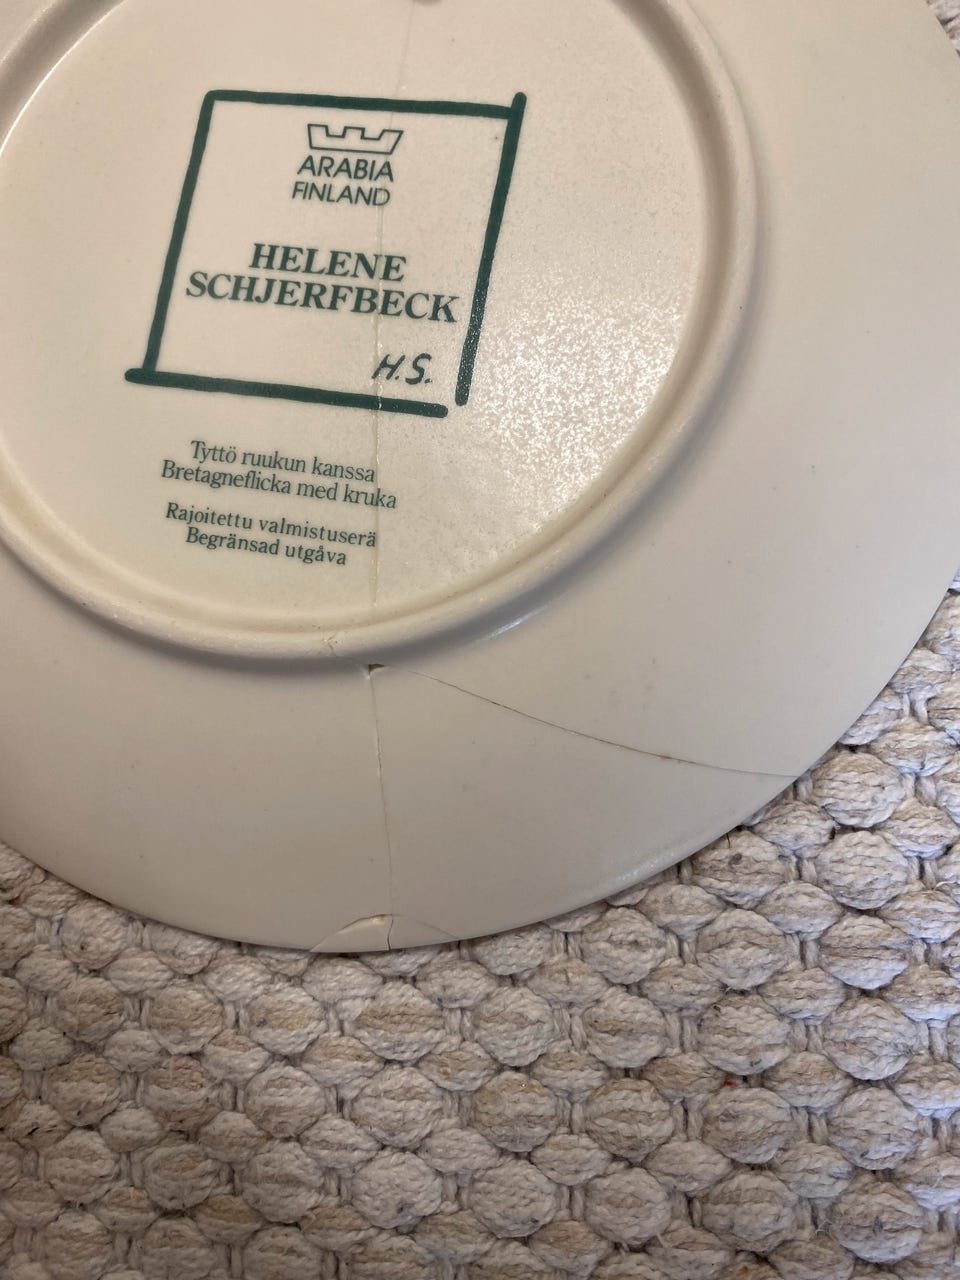 ARABIA
FINLAND
HELENE
SCHJERFBECK
H.S.
Tyttö ruukun kanssa
Bretagneflicka med kruka
Rajoitettu valmistuserä
Begränsad utgåva